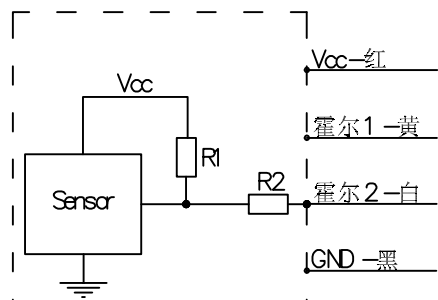 Vcc-红
Vcc
霍尔1-黄
R1
R2
Sensor
霍尔2-白
GND-黑